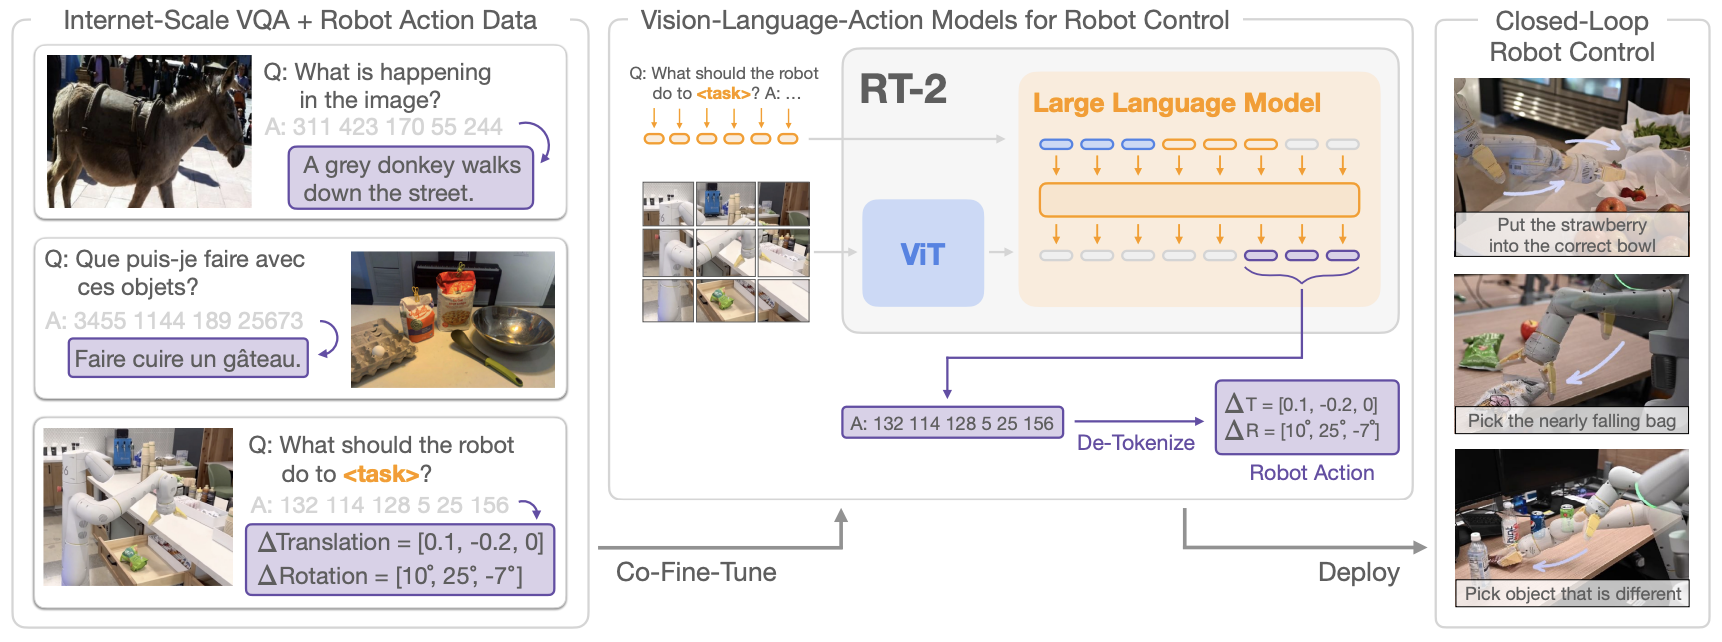 Internet-Scale VQA + Robot Action Data
Q: What is happening
in the image?
A: 311 423 170 55 244
A grey donkey walks
down the street.
Q: Que puis-je faire avec
ces objets?
A: 3455 1144 189 25673
Faire cuire un gâteau.
Q: What should the robot
do to <task>?
A: 132 114 128 5 25 156
ΔTranslation = [0.1, -0.2, 0]
ΔRotation = [10°, 25°, -7°]
Co-Fine-Tune
Vision-Language-Action Models for Robot Control
Q: What should the robot
do to <task>? A: …
RT-2
Large Language Model
ViT
A: 132 114 128 5 25 156
De-Tokenize
Δ T = [0.1, -0.2, 0]
Δ R = [10°, 25°, -7°]
Robot Action
Deploy
Closed-Loop
Robot Control
Put the strawberry
into the correct bowl
Pick the nearly falling bag
Pick object that is different